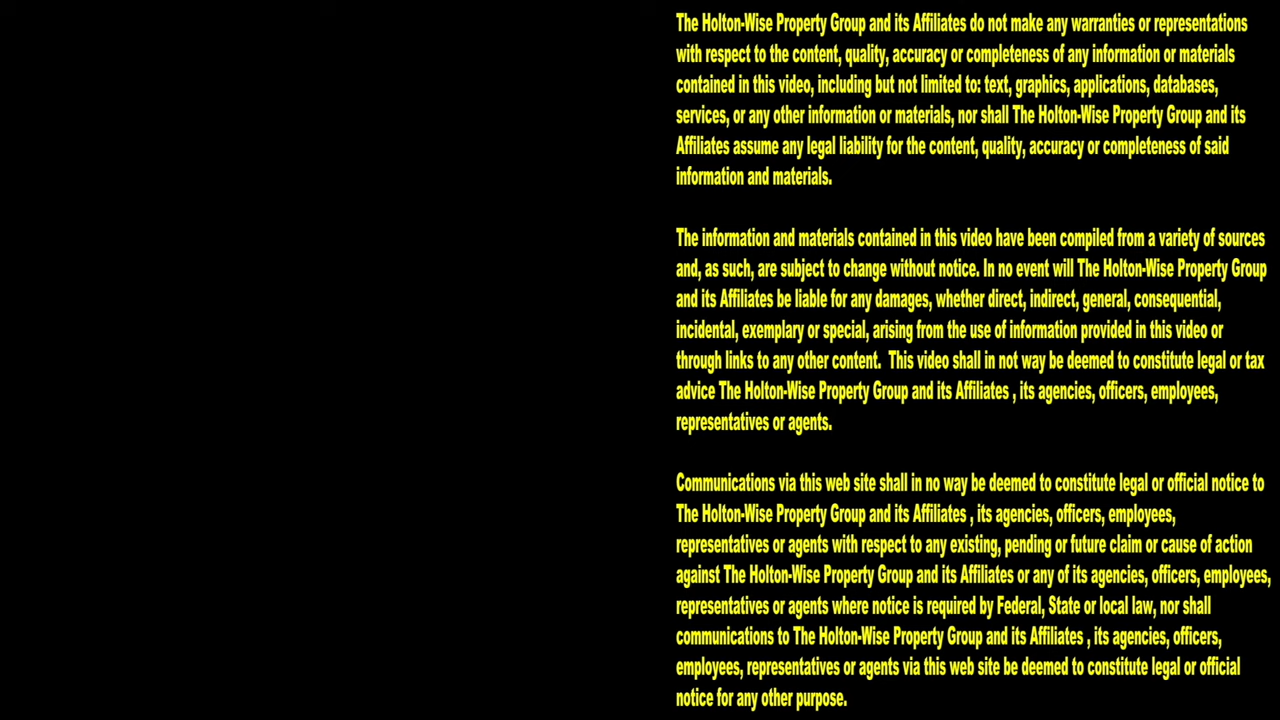 The Holton-Wise Property Group and its Affiliates do not make any warranties or representations
with respect to the content, quality, accuracy or completeness of any information or materials
contained in this video, including but not limited to: text, graphics, applications, databases,
services, or any other information or materials, nor shall The Holton-Wise Property Group and its
Affiliates assume any legal liability for the content, quality, accuracy or completeness of said
information and materials.
The information and materials contained in this video have been compiled from a variety of sources
and, as such, are subject to change without notice. In no event will The Holton-Wise Property Group
and its Affiliates be liable for any damages, whether direct, indirect, general, consequential,
incidental, exemplary or special, arising from the use of information provided in this video or
through links to any other content.  This video shall in not way be deemed to constitute legal or tax
advice The Holton-Wise Property Group and its Affiliates , its agencies, officers, employees,
representatives or agents.
Communications via this web site shall in no way be deemed to constitute legal or official notice to
The Holton-Wise Property Group and its Affiliates , its agencies, officers, employees,
representatives or agents with respect to any existing, pending or future claim or cause of action
against The Holton-Wise Property Group and its Affiliates or any of its agencies, officers, employees,
representatives or agents where notice is required by Federal, State or local law, nor shall
communications to The Holton-Wise Property Group and its Affiliates , its agencies, officers,
employees, representatives or agents via this web site be deemed to constitute legal or official
notice for any other purpose.